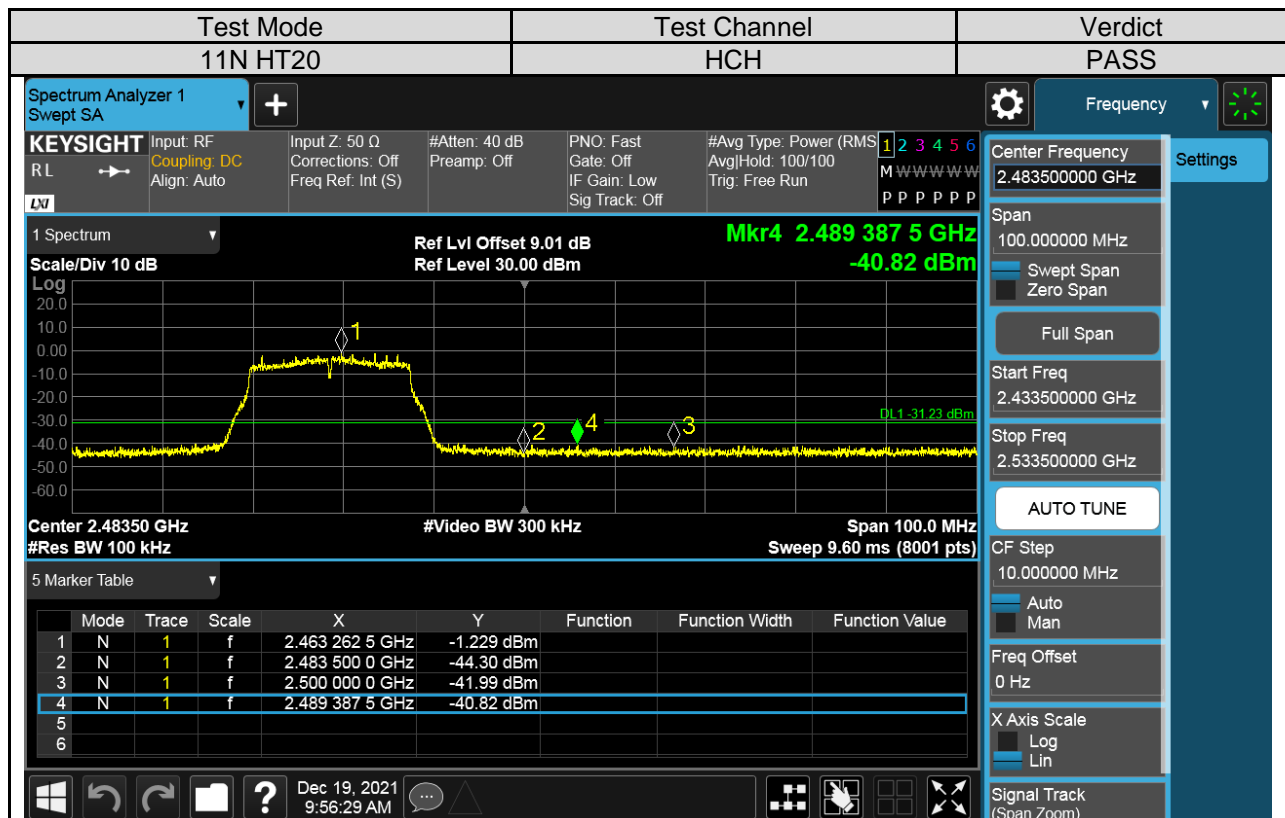 Test Mode Test Channel Verdict
11N HT20 HCH PASS
Spectrum Analyzer 1
Swept SA
Frequency
KEYSIGHT
RL
LXI
Input: RF
Coupling: DC
Align: Auto
Input Z: 50 Ω
Corrections: Off
Freq Ref: Int (S)
#Atten: 40 dB
Preamp: Off
PNO: Fast
Gate: Off
IF Gain: Low
Sig Track: Off
#Avg Type: Power (RMS
Avg|Hold: 100/100
Trig: Free Run
1 2 3 4 5 6
M W W W W W
P P P P P P
Center Frequency
2.483500000 GHz
Settings
Span
100.000000 MHz
Swept Span
Zero Span
Full Span
Start Freq
2.433500000 GHz
Stop Freq
2.533500000 GHz
AUTO TUNE
CF Step
10.000000 MHz
Auto
Man
Freq Offset
0 Hz
X Axis Scale
Log
Lin
Signal Track
(Span Zoom)
1 Spectrum
Scale/Div 10 dB
Ref Lvl Offset 9.01 dB
Ref Level 30.00 dBm
Mkr4 2.489 387 5 GHz
-40.82 dBm
Log
20.0
10.0
0.00
-10.0
-20.0
-30.0
-40.0
-50.0
-60.0
1
2
4
3
DL1 -31.23 dBm
Center 2.48350 GHz #Video BW 300 kHz Span 100.0 MHz
#Res BW 100 kHz Sweep 9.60 ms (8001 pts)
5 Marker Table
Mode Trace Scale X Y Function Function Width Function Value
1 N 1 f 2.463 262 5 GHz -1.229 dBm
2 N 1 f 2.483 500 0 GHz -44.30 dBm
3 N 1 f 2.500 000 0 GHz -41.99 dBm
4 N 1 f 2.489 387 5 GHz -40.82 dBm
5
6
?
Dec 19, 2021
9:56:29 AM